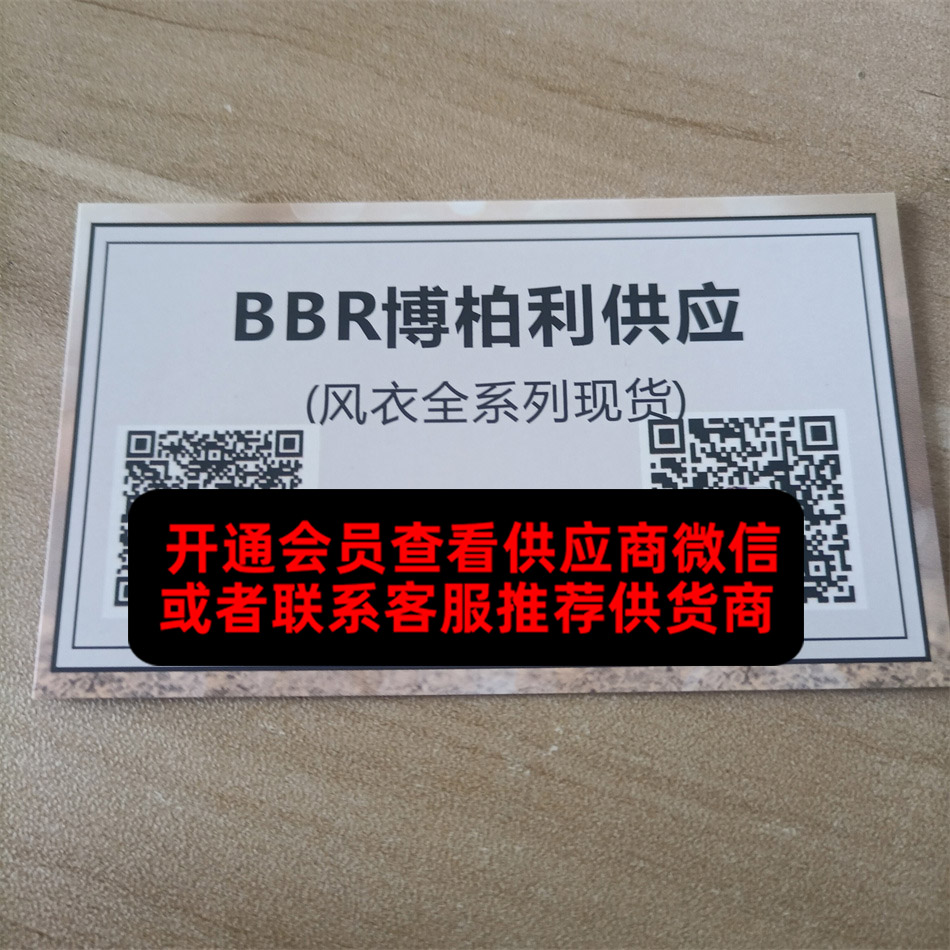 BBR博柏利供应
(风衣全系列现货)
开通会员查看供应商微信
或者联系客服推荐供货商